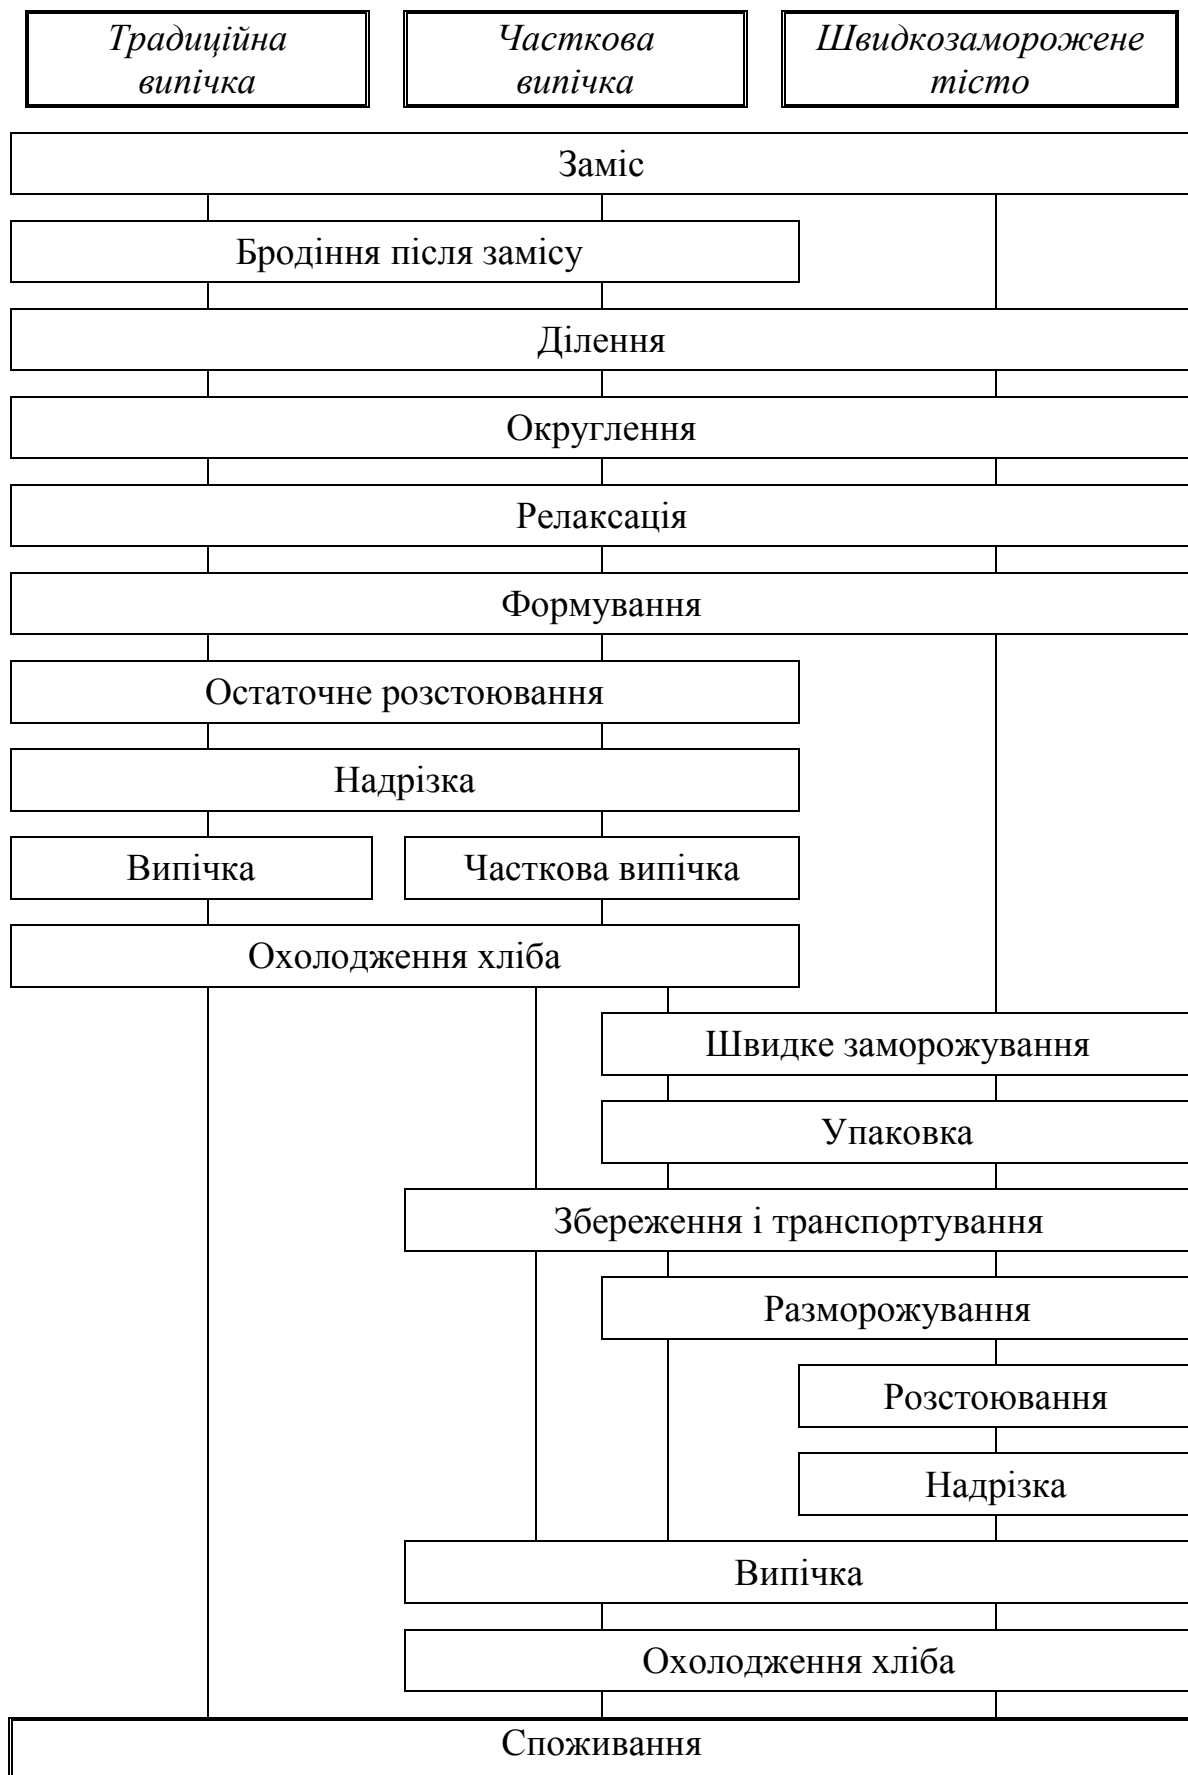 Традиційна
випічка
Часткова
випічка
Швидкозаморожене
тісто
Заміс
Бродіння після замісу
Ділення
Округлення
Релаксація
Формування
Остаточне розстоювання
Надрізка
Випічка
Часткова випічка
Охолодження хліба
Швидке заморожування
Упаковка
Збереження і транспортування
Разморожування
Розстоювання
Надрізка
Випічка
Охолодження хліба
Споживання